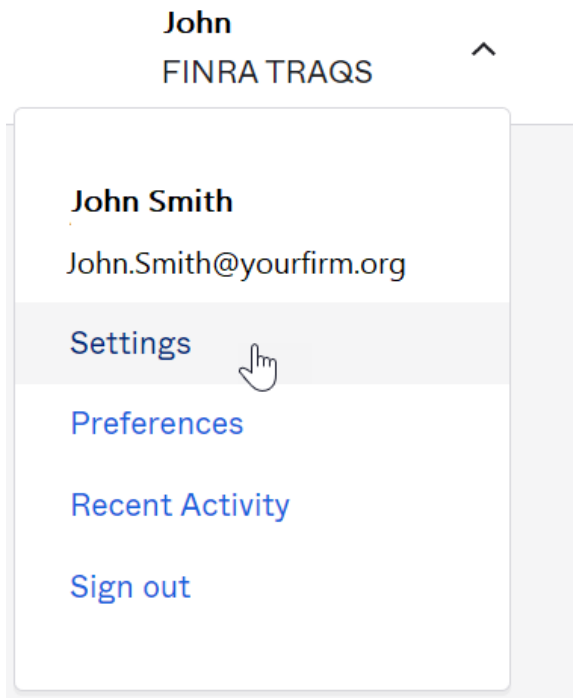 John
FINRA TRAQS
John Smith
John.Smith@yourfirm.org
Settings
Preferences
Recent Activity
Sign out